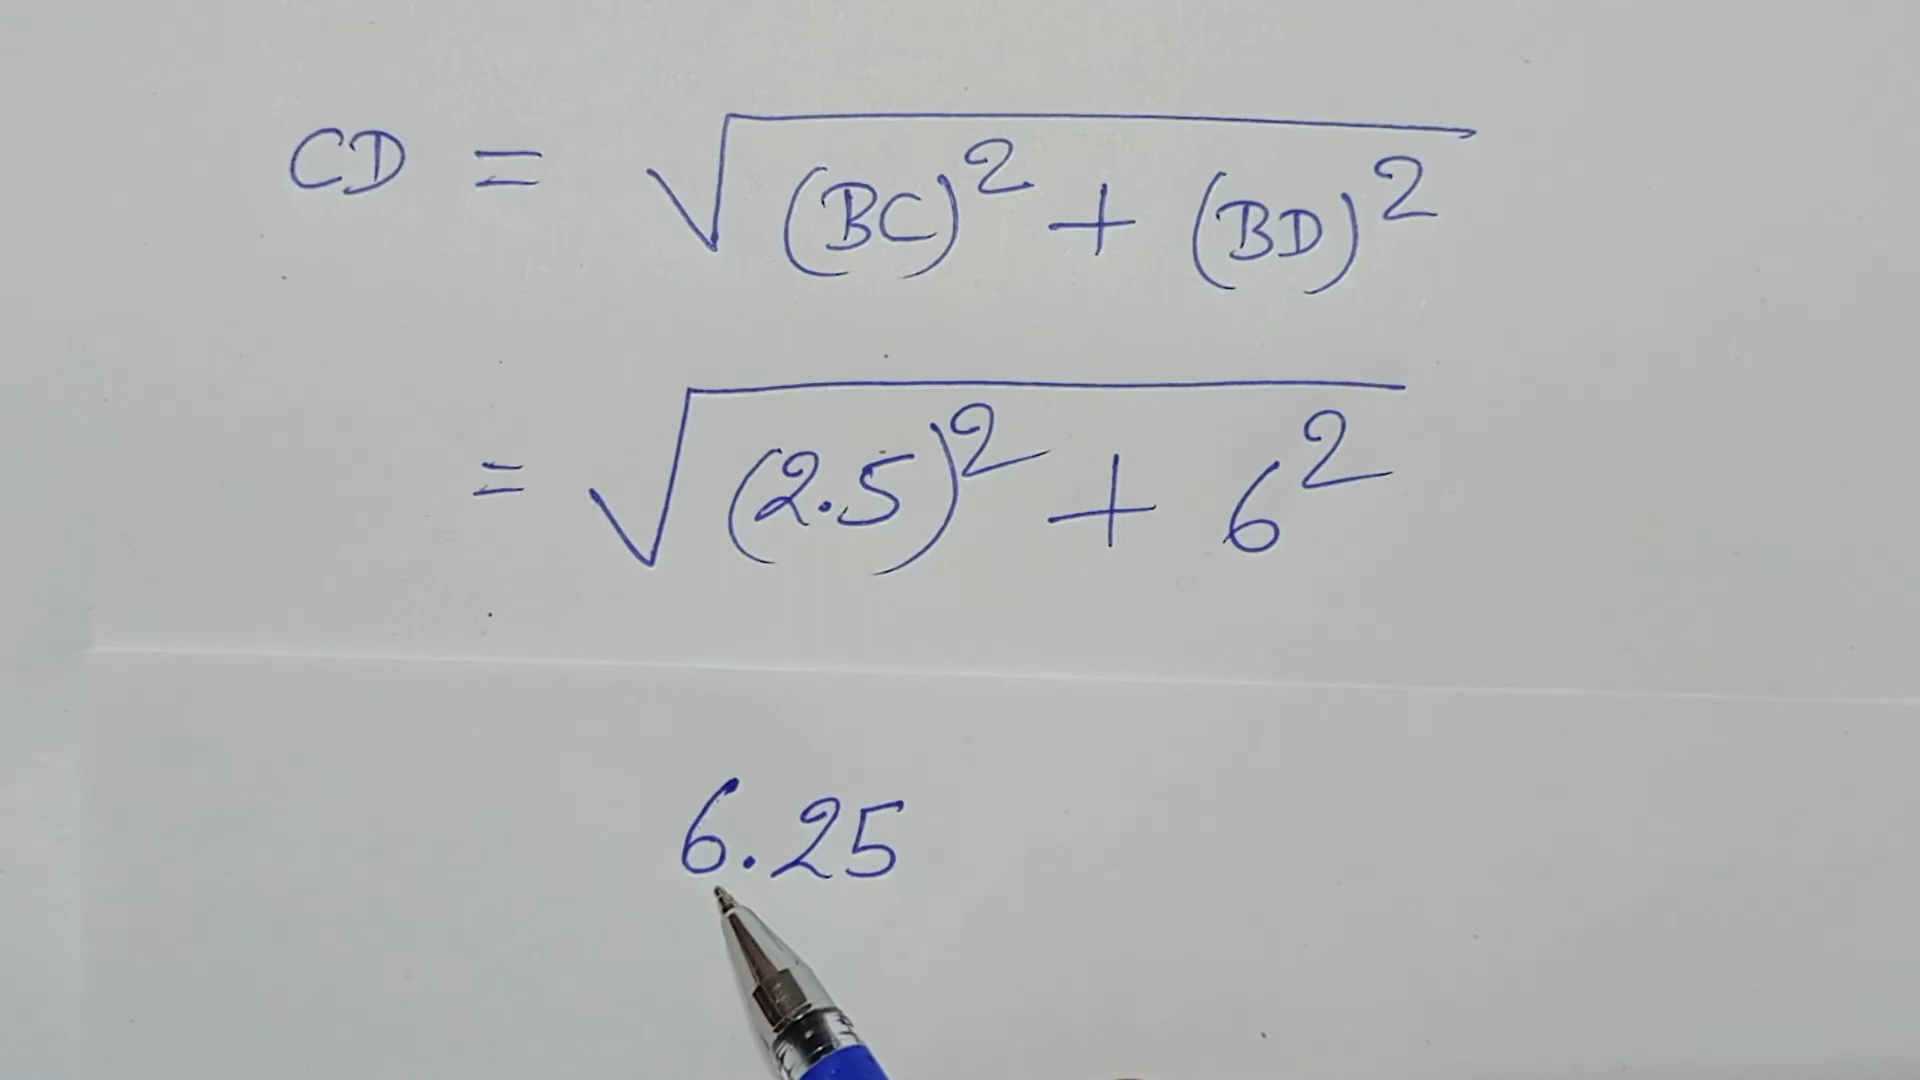 CD = √(BC)² + (BD)²
= √(2.5)² + 6²
6.25